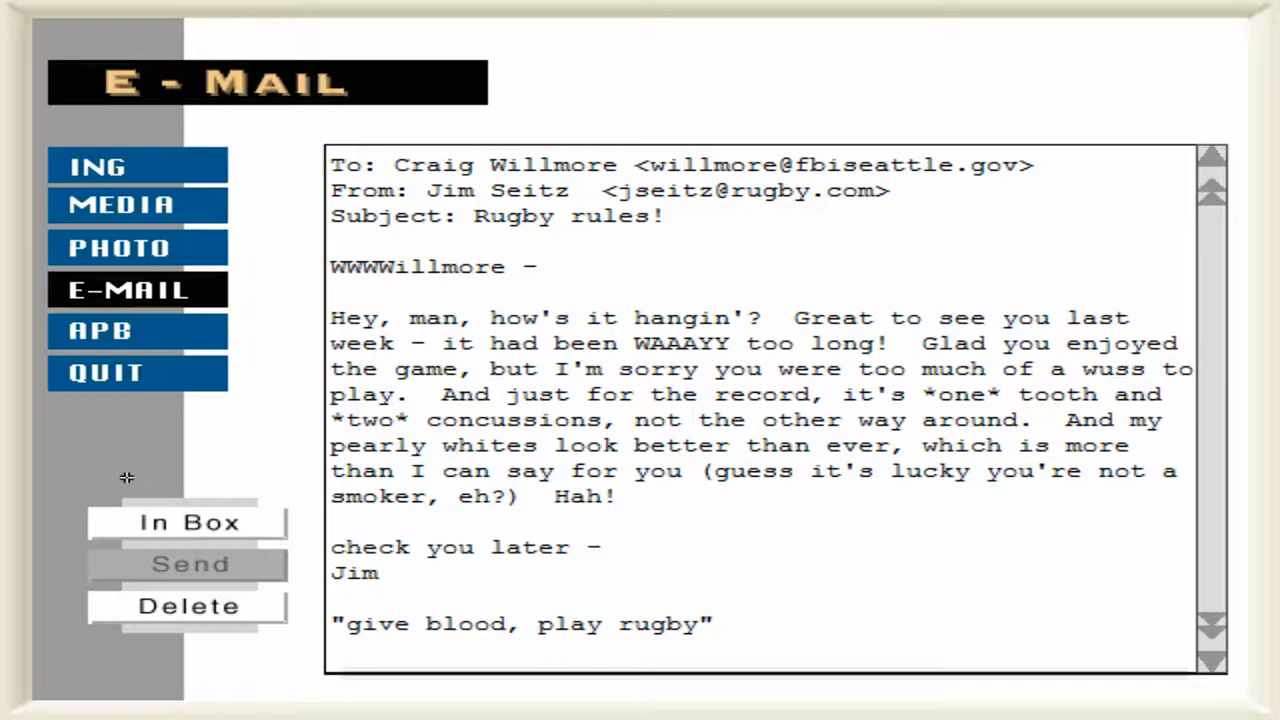 E - MAIL
ING
MEDIA
PHOTO
E-MAIL
APB
QUIT
In Box
Send
Delete
To: Craig Willmore <willmore@fbiseattle.gov>
From: Jim Seitz  <jseitz@rugby.com>
Subject: Rugby rules!
WWWWillmore -
Hey, man, how's it hangin'?  Great to see you last
week - it had been WAAAYY too long!  Glad you enjoyed
the game, but I'm sorry you were too much of a wuss to
play.  And just for the record, it's *one* tooth and
*two* concussions, not the other way around.  And my
pearly whites look better than ever, which is more
than I can say for you (guess it's lucky you're not a
smoker, eh?)  Hah!
check you later -
Jim
"give blood, play rugby"